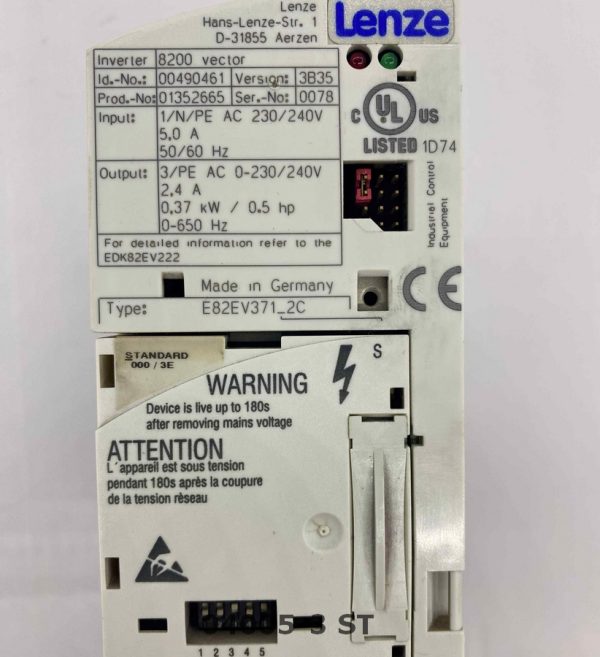 Lenze
Hans-Lenze-Str. 1
D-31855 Aerzen
Lenze
Inverter 8200 vector
Id.-No.: 00490461 Version: 3B35
Prod.-No: 01352665 Ser.-No: 0078
Input: 1/N/PE AC 230/240V
5,0 A
50/60 Hz
Output: 3/PE AC 0-230/240V
2,4 A
0,37 kW / 0.5 hp
0-650 Hz
For detailed information refer to the
EDK82EV222
Made in Germany
Type: E82EV371_2C
C UL US
LISTED 1D74
Industrial Control
Equipment
CE
STANDARD
000 / 3E
S
WARNING
Device is live up to 180s
after removing mains voltage
ATTENTION
L´appareil est sous tension
pendant 180s après la coupure
de la tension rèseau
1 2 3 4 5
3 ST